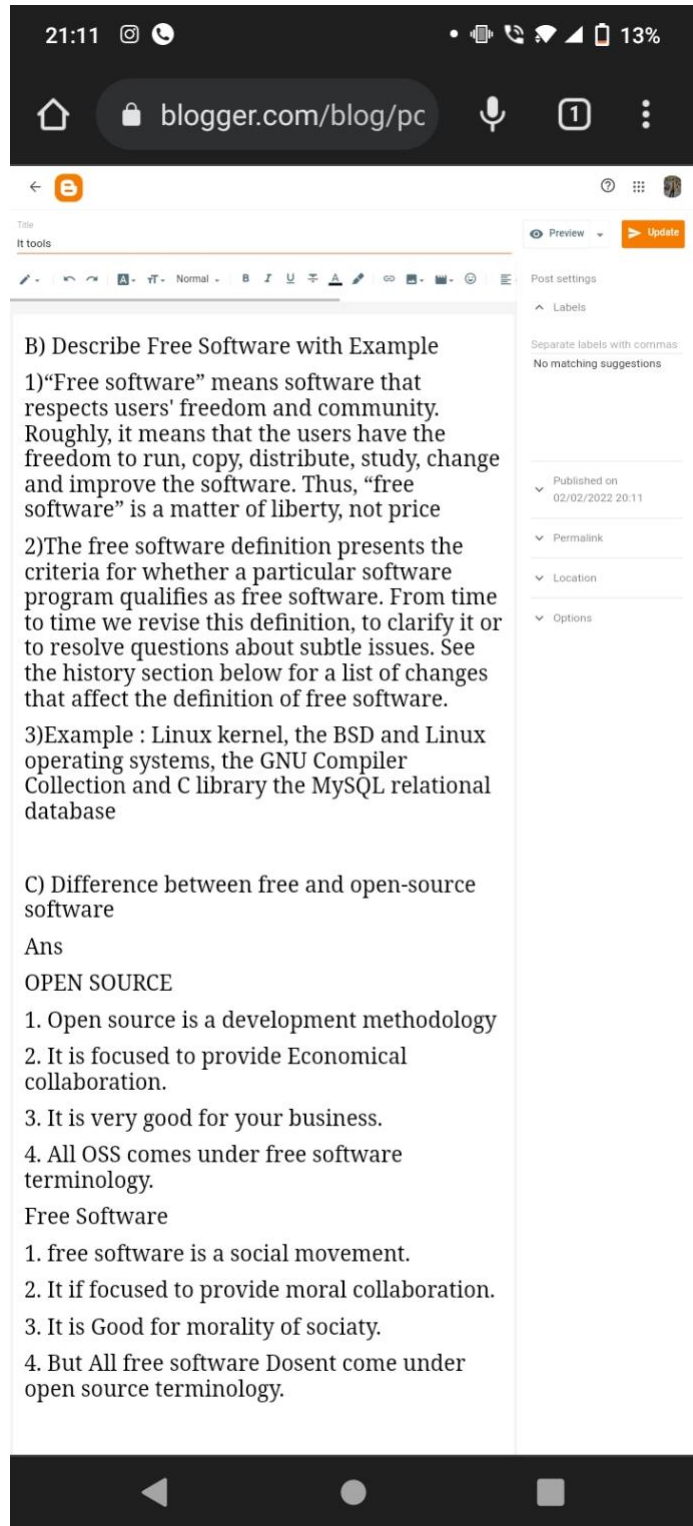 21:11
13%
blogger.com/blog/pc
1
Title
It tools
Preview
Update
Normal
B I U T A
Post settings
Labels
Separate labels with commas
No matching suggestions
Published on
02/02/2022 20:11
Permalink
Location
Options
B) Describe Free Software with Example
1)“Free software” means software that
respects users' freedom and community.
Roughly, it means that the users have the
freedom to run, copy, distribute, study, change
and improve the software. Thus, “free
software” is a matter of liberty, not price
2)The free software definition presents the
criteria for whether a particular software
program qualifies as free software. From time
to time we revise this definition, to clarify it or
to resolve questions about subtle issues. See
the history section below for a list of changes
that affect the definition of free software.
3)Example : Linux kernel, the BSD and Linux
operating systems, the GNU Compiler
Collection and C library the MySQL relational
database
C) Difference between free and open-source
software
Ans
OPEN SOURCE
1. Open source is a development methodology
2. It is focused to provide Economical
collaboration.
3. It is very good for your business.
4. All OSS comes under free software
terminology.
Free Software
1. free software is a social movement.
2. It if focused to provide moral collaboration.
3. It is Good for morality of sociaty.
4. But All free software Dosent come under
open source terminology.